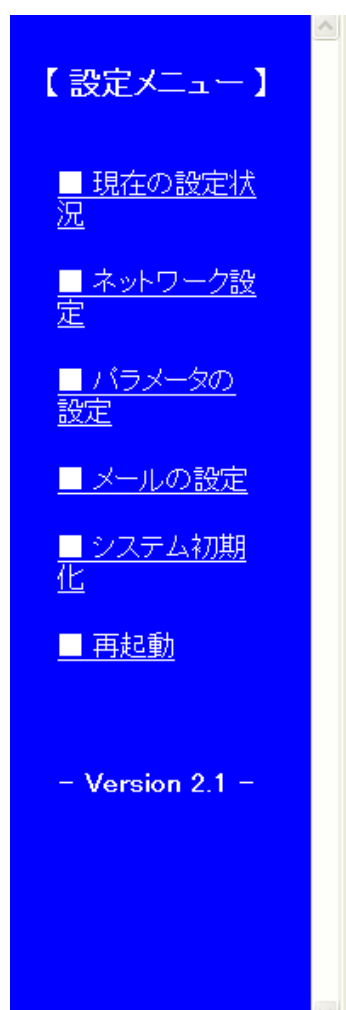 【 設定メニュー 】
■ 現在の設定状
況
■ ネットワーク設
定
■ パラメータの
設定
■ メールの設定
■ システム初期
化
■ 再起動
- Version 2.1 -